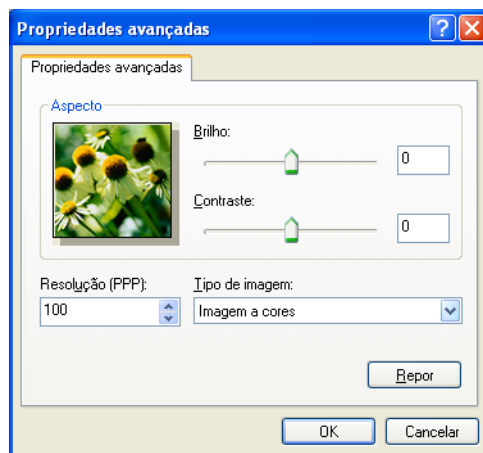 Propriedades avançadas
Propriedades avançadas
Aspecto
Brilho:
0
Contraste:
0
Resolução (PPP):
Tipo de imagem:
100
Imagem a cores
Repor
OK
Cancelar